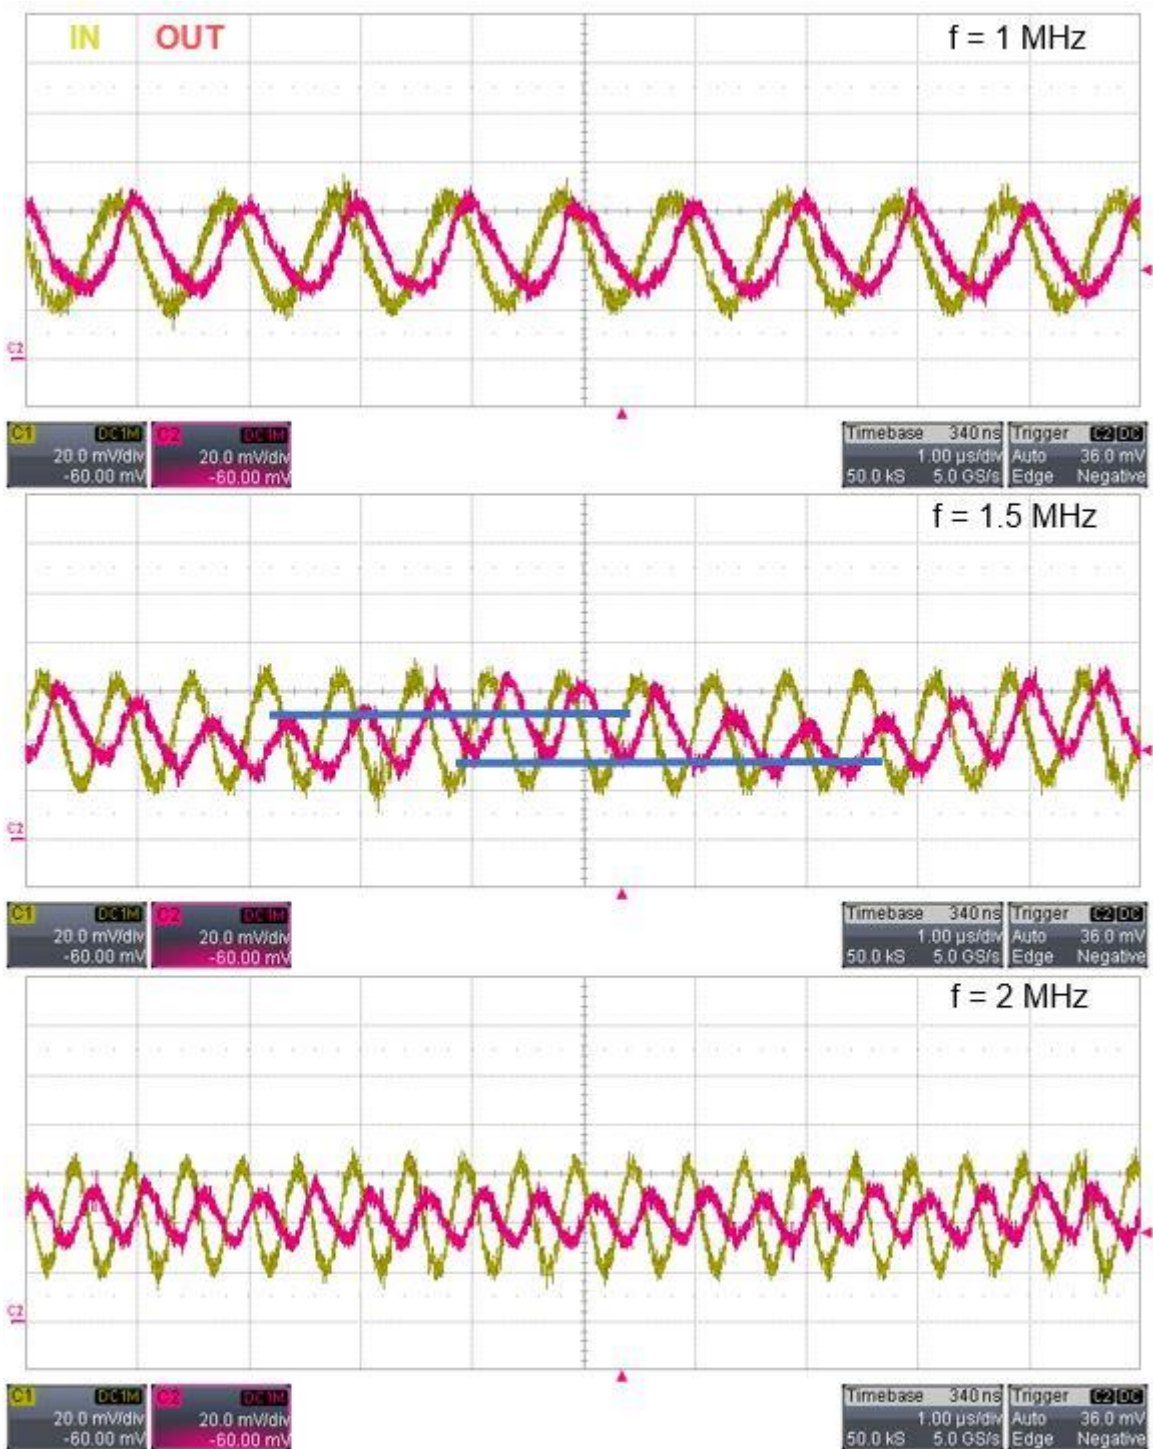 IN OUT f = 1 MHz
C2
C1 DC1M C2 DC1M Timebase 340 ns Trigger C2 DC
20.0 mV/div 20.0 mV/div 1.00 µs/div Auto 36.0 mV
-60.00 mV -60.00 mV 50.0 kS 5.0 GS/s Edge Negative
f = 1.5 MHz
C2
C1 DC1M C2 DC1M Timebase 340 ns Trigger C2 DC
20.0 mV/div 20.0 mV/div 1.00 µs/div Auto 36.0 mV
-60.00 mV -60.00 mV 50.0 kS 5.0 GS/s Edge Negative
f = 2 MHz
C2
C1 DC1M C2 DC1M Timebase 340 ns Trigger C2 DC
20.0 mV/div 20.0 mV/div 1.00 µs/div Auto 36.0 mV
-60.00 mV -60.00 mV 50.0 kS 5.0 GS/s Edge Negative